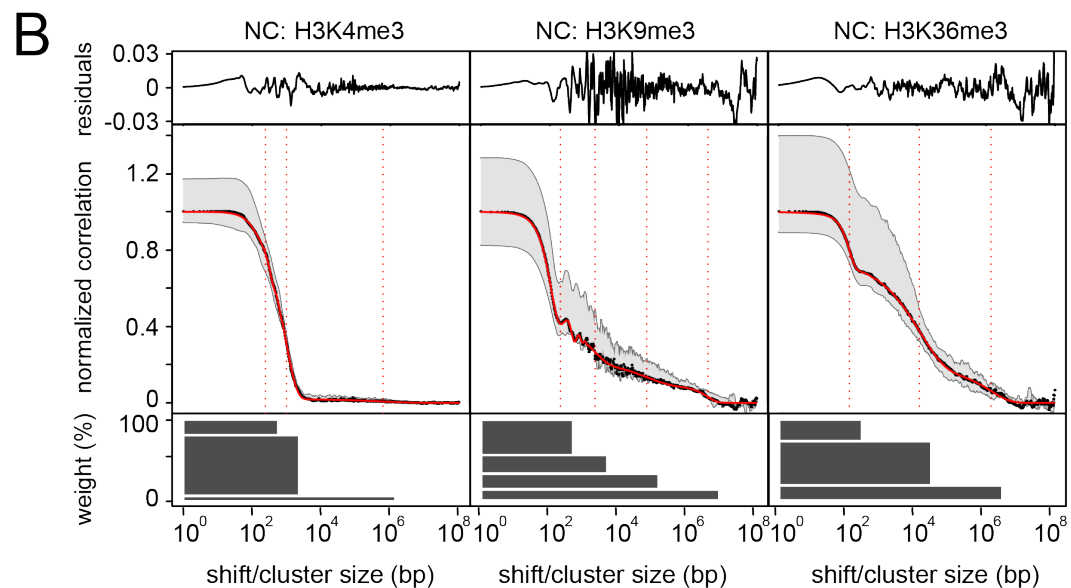 B
NC: H3K4me3 NC: H3K9me3 NC: H3K36me3
residuals
0.03
0
-0.03
normalized correlation
1.2
0.8
0.4
0
weight (%)
100
0
10^0 10^2 10^4 10^6 10^8 10^0 10^2 10^4 10^6 10^8 10^0 10^2 10^4 10^6 10^8
shift/cluster size (bp) shift/cluster size (bp) shift/cluster size (bp)